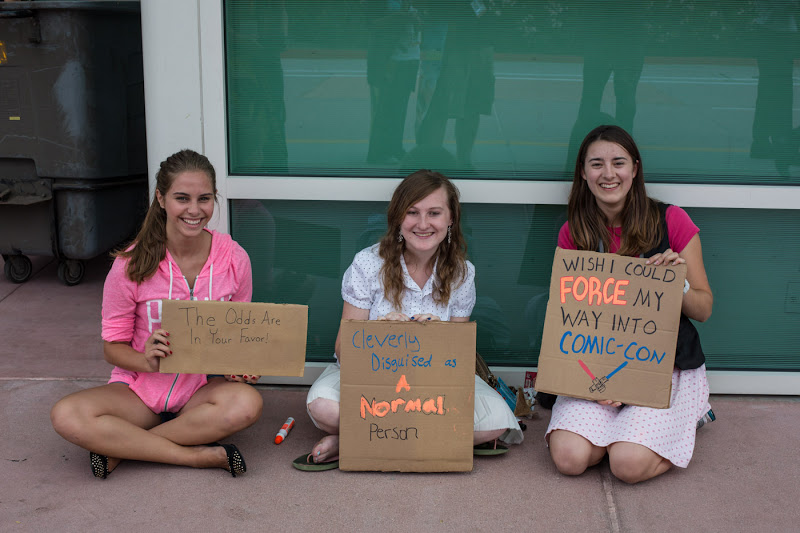 The Odds Are
In Your Favor!
Cleverly
Disguised as
A
Normal
Person
WISH I COULD
FORCE MY
WAY INTO
COMIC-CON